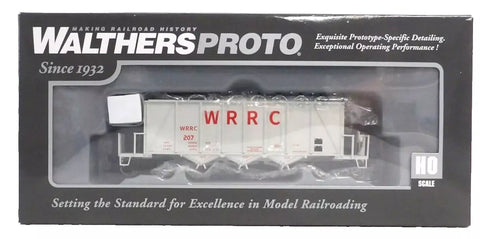 MAKING RAILROAD HISTORY
WALTHERSPROTO
Since 1932
Exquisite Prototype-Specific Detailing.
Exceptional Operating Performance !
WRRC
WRRC
207
HO
SCALE
Setting the Standard for Excellence in Model Railroading